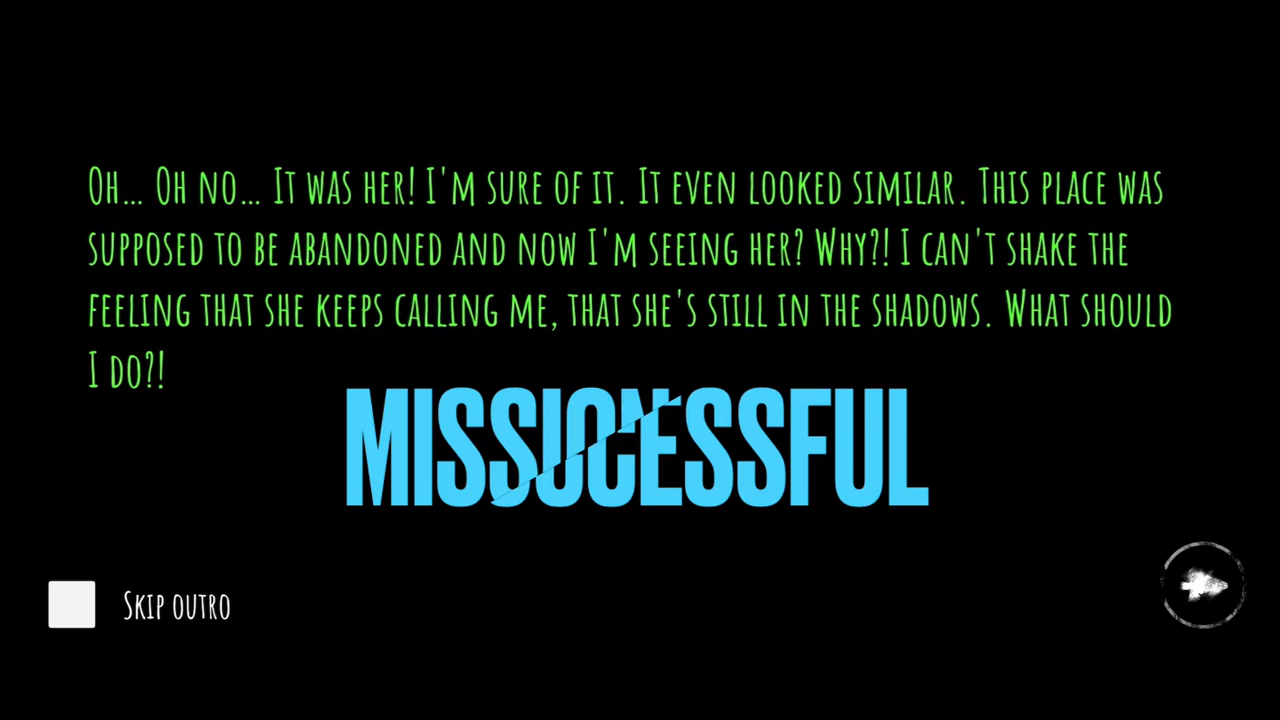 Oh... Oh no... It was her! I'm sure of it. It even looked similar. This place was
supposed to be abandoned and now I'm seeing her? Why?! I can't shake the
feeling that she keeps calling me, that she's still in the shadows. What should
I do?!
Skip outro